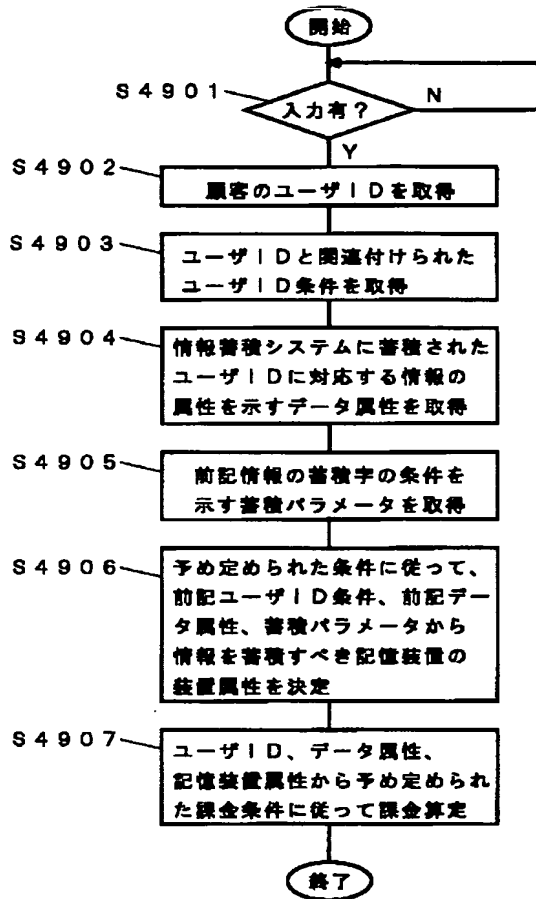 開始
S4901
入力有?
N
Y
S4902
顧客のユーザIDを取得
S4903
ユーザIDと関連付けられた
ユーザID条件を取得
S4904
情報蓄積システムに蓄積された
ユーザIDに対応する情報の
属性を示すデータ属性を取得
S4905
前記情報の蓄積字の条件を
示す蓄積パラメータを取得
S4906
予め定められた条件に従って、
前記ユーザID条件、前記デー
タ属性、蓄積パラメータから
情報を蓄積すべき記憶装置の
装置属性を決定
S4907
ユーザID、データ属性、
記憶装置属性から予め定められ
た課金条件に従って課金算定
終了